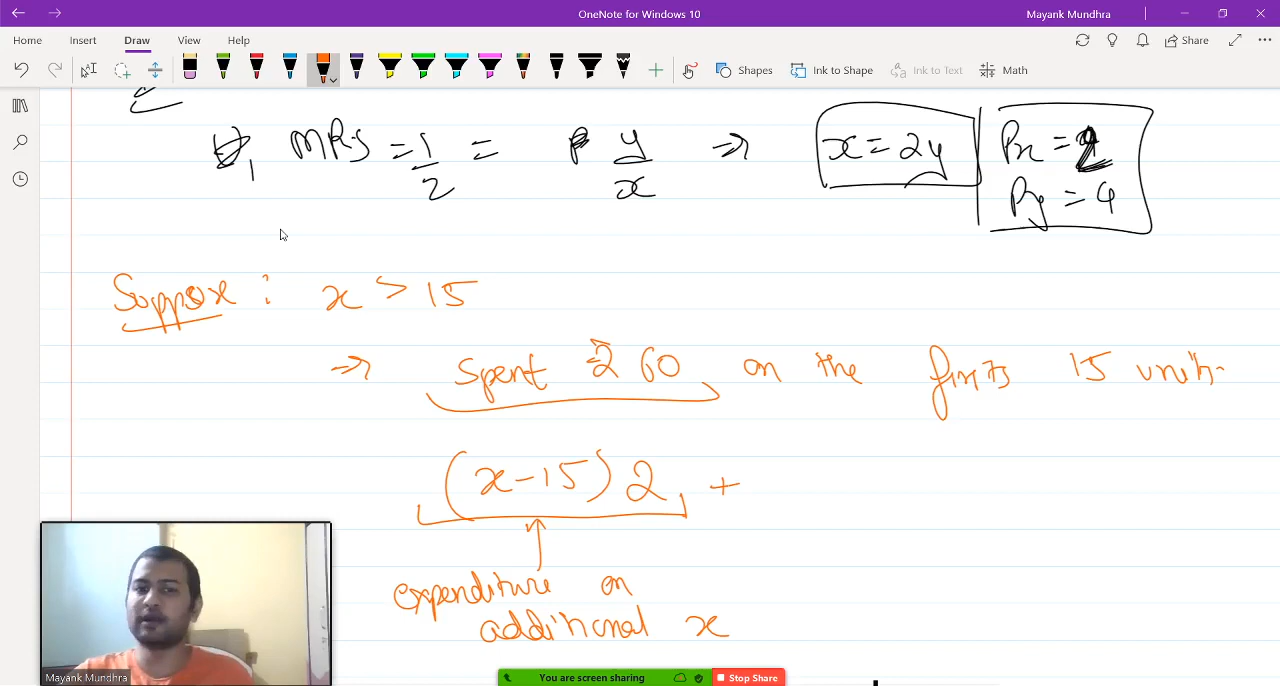 OneNote for Windows 10
Mayank Mundhra
Home Insert Draw View Help
Share
Shapes Ink to Shape Ink to Text Math
MRS = 1/2 = y/x ⇒ x = 2y
Px =
Py = 4
Suppose : x > 15
⇒ Spent ₹ 60 on the firsts 15 units
(x-15) 2 +
expenditure on
additional x
Mayank Mundhra
You are screen sharing Stop Share